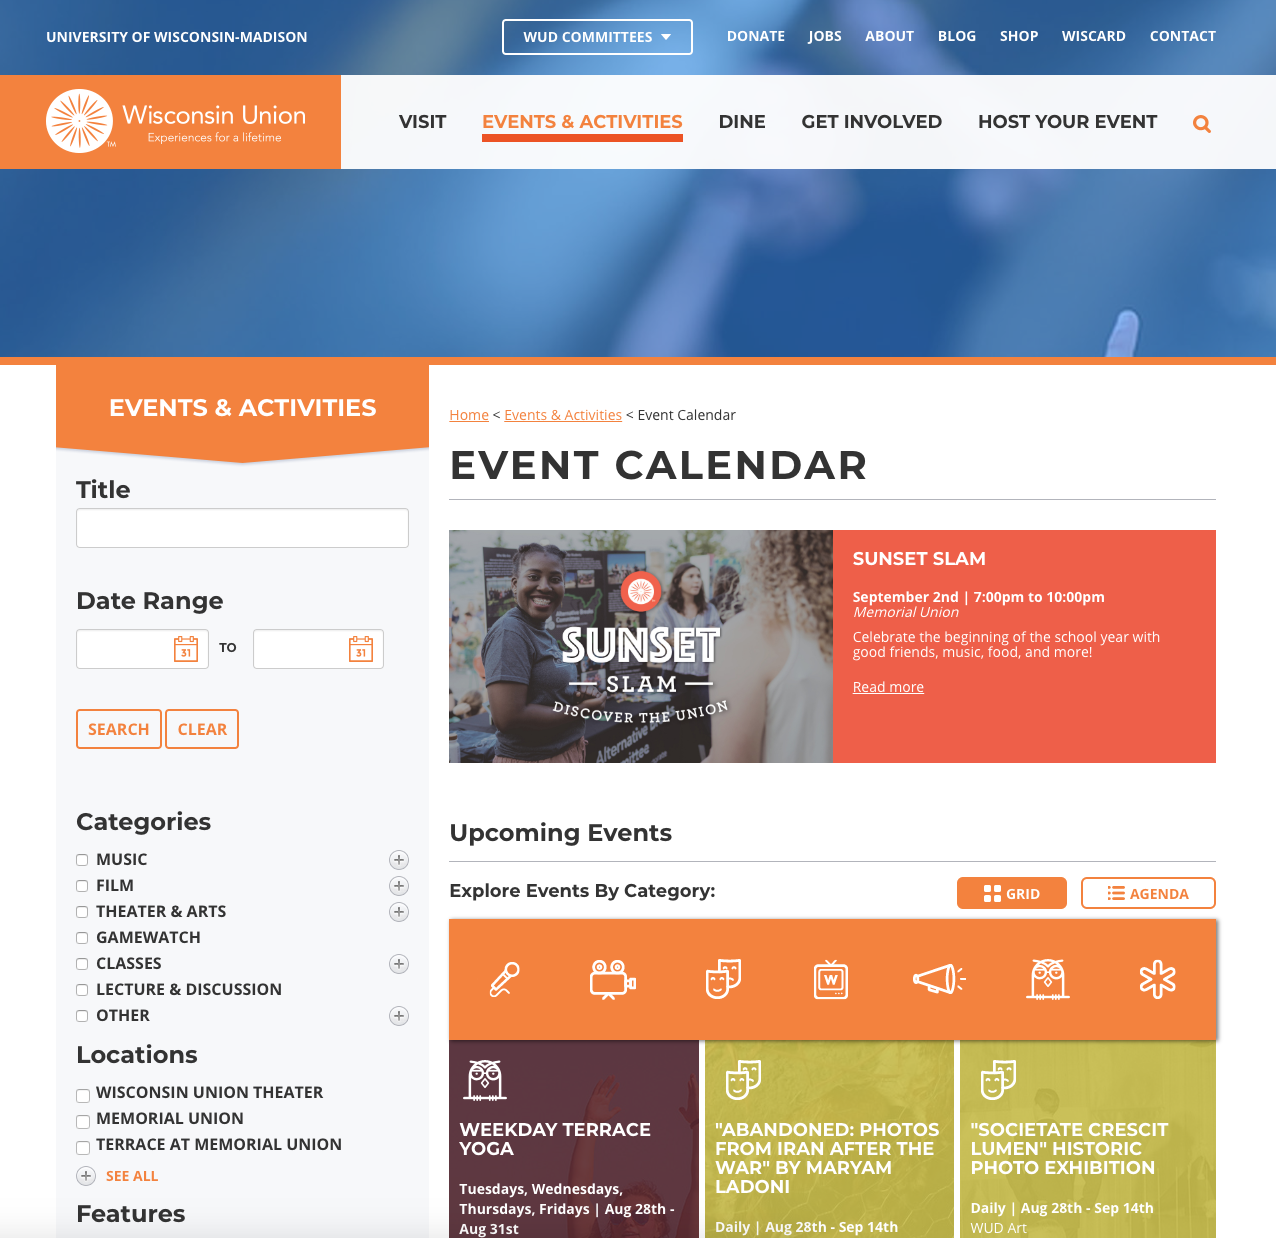 UNIVERSITY OF WISCONSIN-MADISON
WUD COMMITTEES
DONATE JOBS ABOUT BLOG SHOP WISCARD CONTACT
Wisconsin Union
Experiences for a lifetime
TM
VISIT EVENTS & ACTIVITIES DINE GET INVOLVED HOST YOUR EVENT
EVENTS & ACTIVITIES
Title
Date Range
31 TO 31
SEARCH CLEAR
Categories
MUSIC
FILM
THEATER & ARTS
GAMEWATCH
CLASSES
LECTURE & DISCUSSION
OTHER
Locations
WISCONSIN UNION THEATER
MEMORIAL UNION
TERRACE AT MEMORIAL UNION
SEE ALL
Features
Home < Events & Activities < Event Calendar
EVENT CALENDAR
SUNSET
SLAM
DISCOVER THE UNION
Alternative
SUNSET SLAM
September 2nd | 7:00pm to 10:00pm
Memorial Union
Celebrate the beginning of the school year with
good friends, music, food, and more!
Read more
Upcoming Events
Explore Events By Category:
GRID AGENDA
W
WEEKDAY TERRACE
YOGA
Tuesdays, Wednesdays,
Thursdays, Fridays | Aug 28th -
Aug 31st
"ABANDONED: PHOTOS
FROM IRAN AFTER THE
WAR" BY MARYAM
LADONI
Daily | Aug 28th - Sep 14th
"SOCIETATE CRESCIT
LUMEN" HISTORIC
PHOTO EXHIBITION
Daily | Aug 28th - Sep 14th
WUD Art